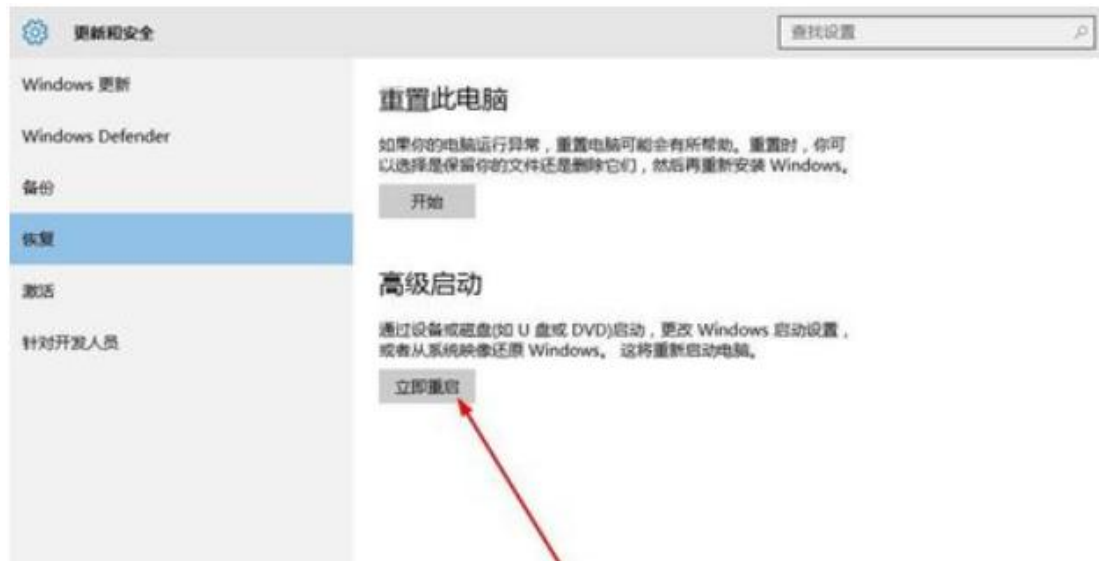 更新和安全
查找设置
Windows 更新
Windows Defender
备份
恢复
激活
针对开发人员
重置此电脑
如果你的电脑运行异常，重置电脑可能会有所帮助。重置时，你可
以选择是保留你的文件还是删除它们，然后再重新安装 Windows。
开始
高级启动
通过设备或磁盘(如 U 盘或 DVD)启动，更改 Windows 启动设置，
或者从系统映像还原 Windows。 这将重新启动电脑。
立即重启